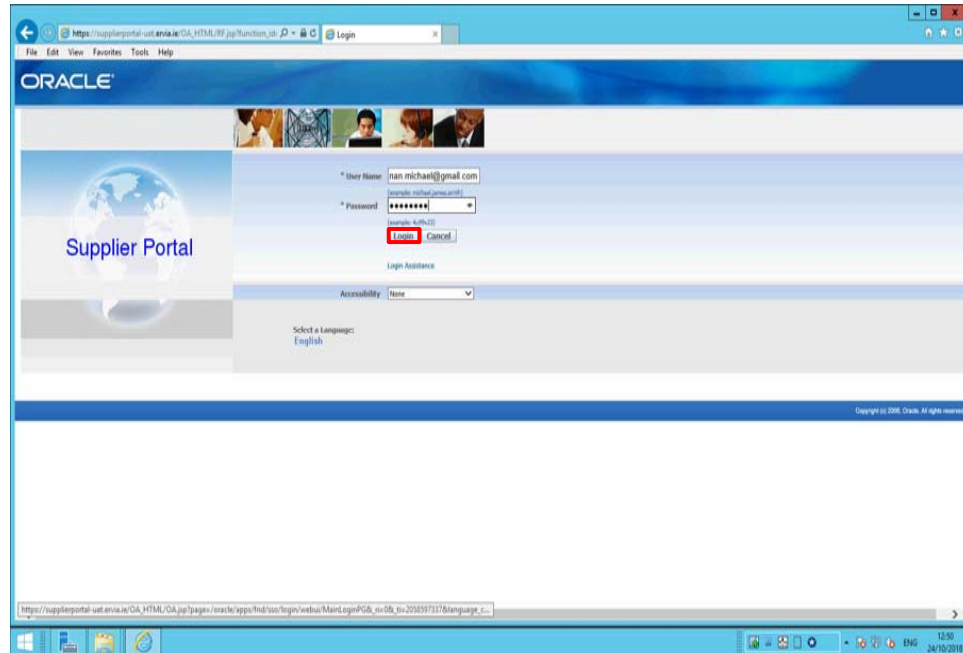 https://supplierportal-uat.ervia.ie/OA_HTML/RF.jsp?function_id=
Login
File Edit View Favorites Tools Help
ORACLE
Supplier Portal
* User Name nan.michael@gmail.com
(example: michael.james.smith)
* Password
(example: 4u99v23)
Login Cancel
Login Assistance
Accessibility None
Select a Language:
English
Copyright (c) 2006, Oracle. All rights reserved
https://supplierportal-uat.ervia.ie/OA_HTML/OA.jsp?page=/oracle/apps/fnd/sso/login/webui/MainLoginPG&_ri=0&_ti=2058597337&language_c...
ENG
12:50
24/10/2018